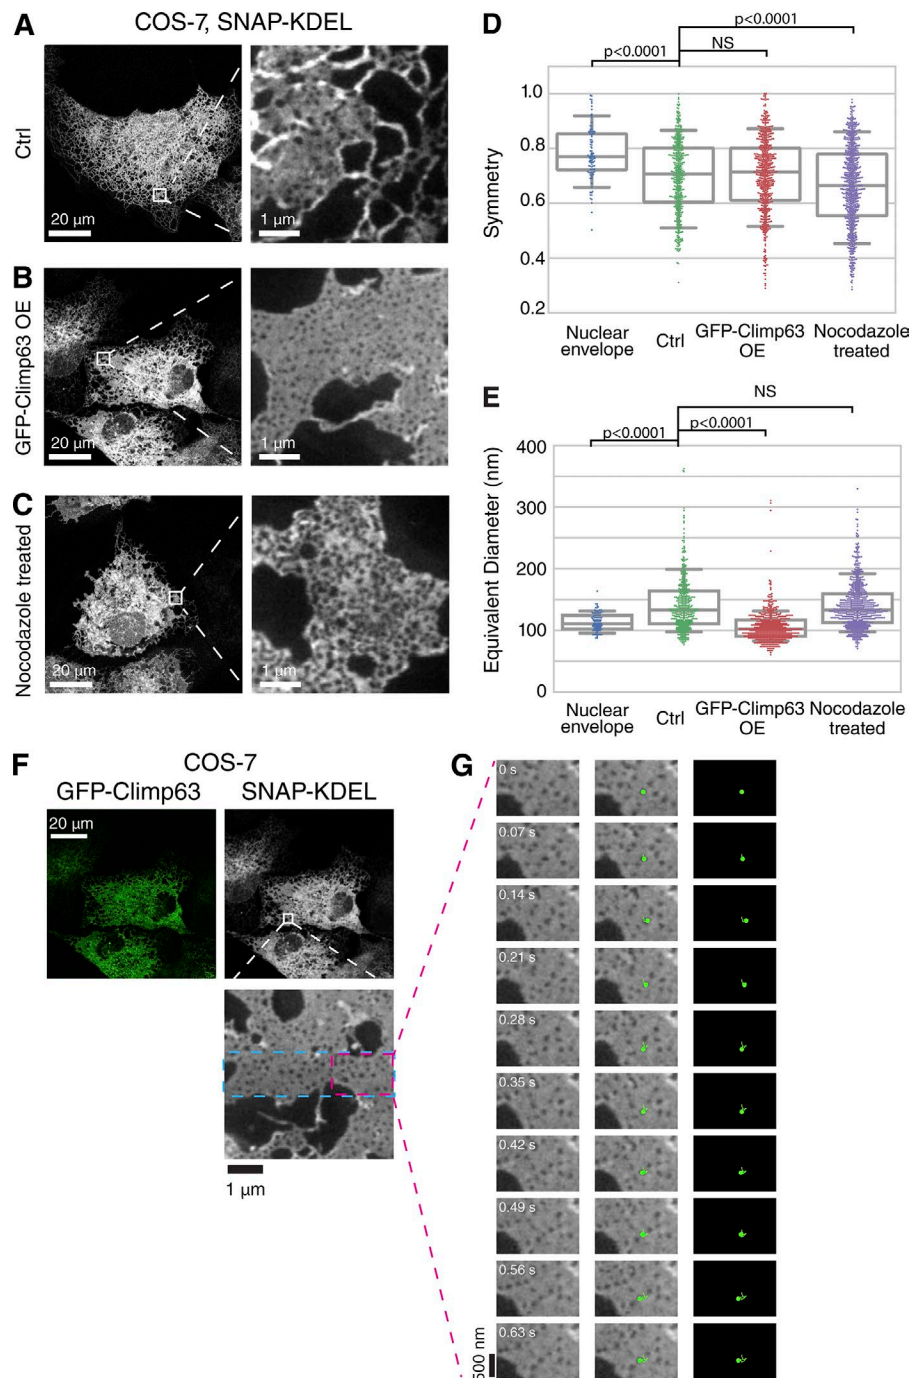 A
COS-7, SNAP-KDEL
Ctrl
20 µm
1 µm
B
GFP-Climp63 OE
20 µm
1 µm
C
Nocodazole treated
20 µm
1 µm
D
p<0.0001
NS
p<0.0001
Symmetry
1.0
0.8
0.6
0.4
0.2
Nuclear envelope
Ctrl
GFP-Climp63 OE
Nocodazole treated
E
NS
p<0.0001
p<0.0001
Equivalent Diameter (nm)
400
300
200
100
0
Nuclear envelope
Ctrl
GFP-Climp63 OE
Nocodazole treated
F
COS-7
GFP-Climp63
SNAP-KDEL
20 µm
1 µm
G
0 s
0.07 s
0.14 s
0.21 s
0.28 s
0.35 s
0.42 s
0.49 s
0.56 s
0.63 s
500 nm